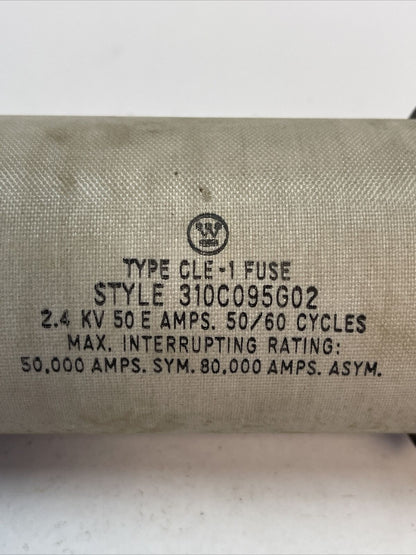 W
TYPE CLE-1 FUSE
STYLE 310C095G02
2.4 KV 50 E AMPS. 50/60 CYCLES
MAX. INTERRUPTING RATING:
50,000 AMPS. SYM. 80,000 AMPS. ASYM.